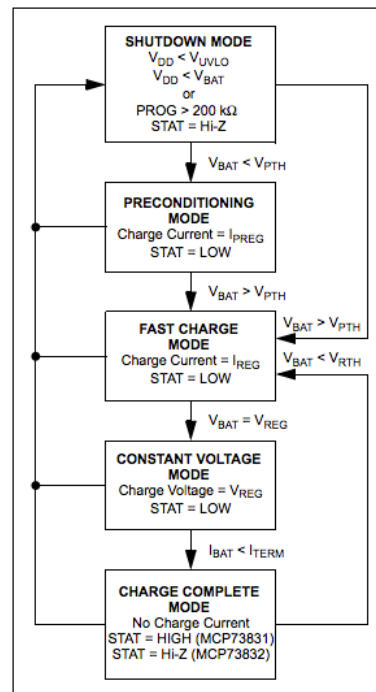 SHUTDOWN MODE
VDD < VUVLO
VDD < VBAT
or
PROG > 200 kΩ
STAT = Hi-Z
VBAT < VPTH
PRECONDITIONING
MODE
Charge Current = IPREG
STAT = LOW
VBAT > VPTH
FAST CHARGE
MODE
Charge Current = IREG
STAT = LOW
VBAT > VPTH
VBAT < VRTH
VBAT = VREG
CONSTANT VOLTAGE
MODE
Charge Voltage = VREG
STAT = LOW
IBAT < ITERM
CHARGE COMPLETE
MODE
No Charge Current
STAT = HIGH (MCP73831)
STAT = Hi-Z (MCP73832)